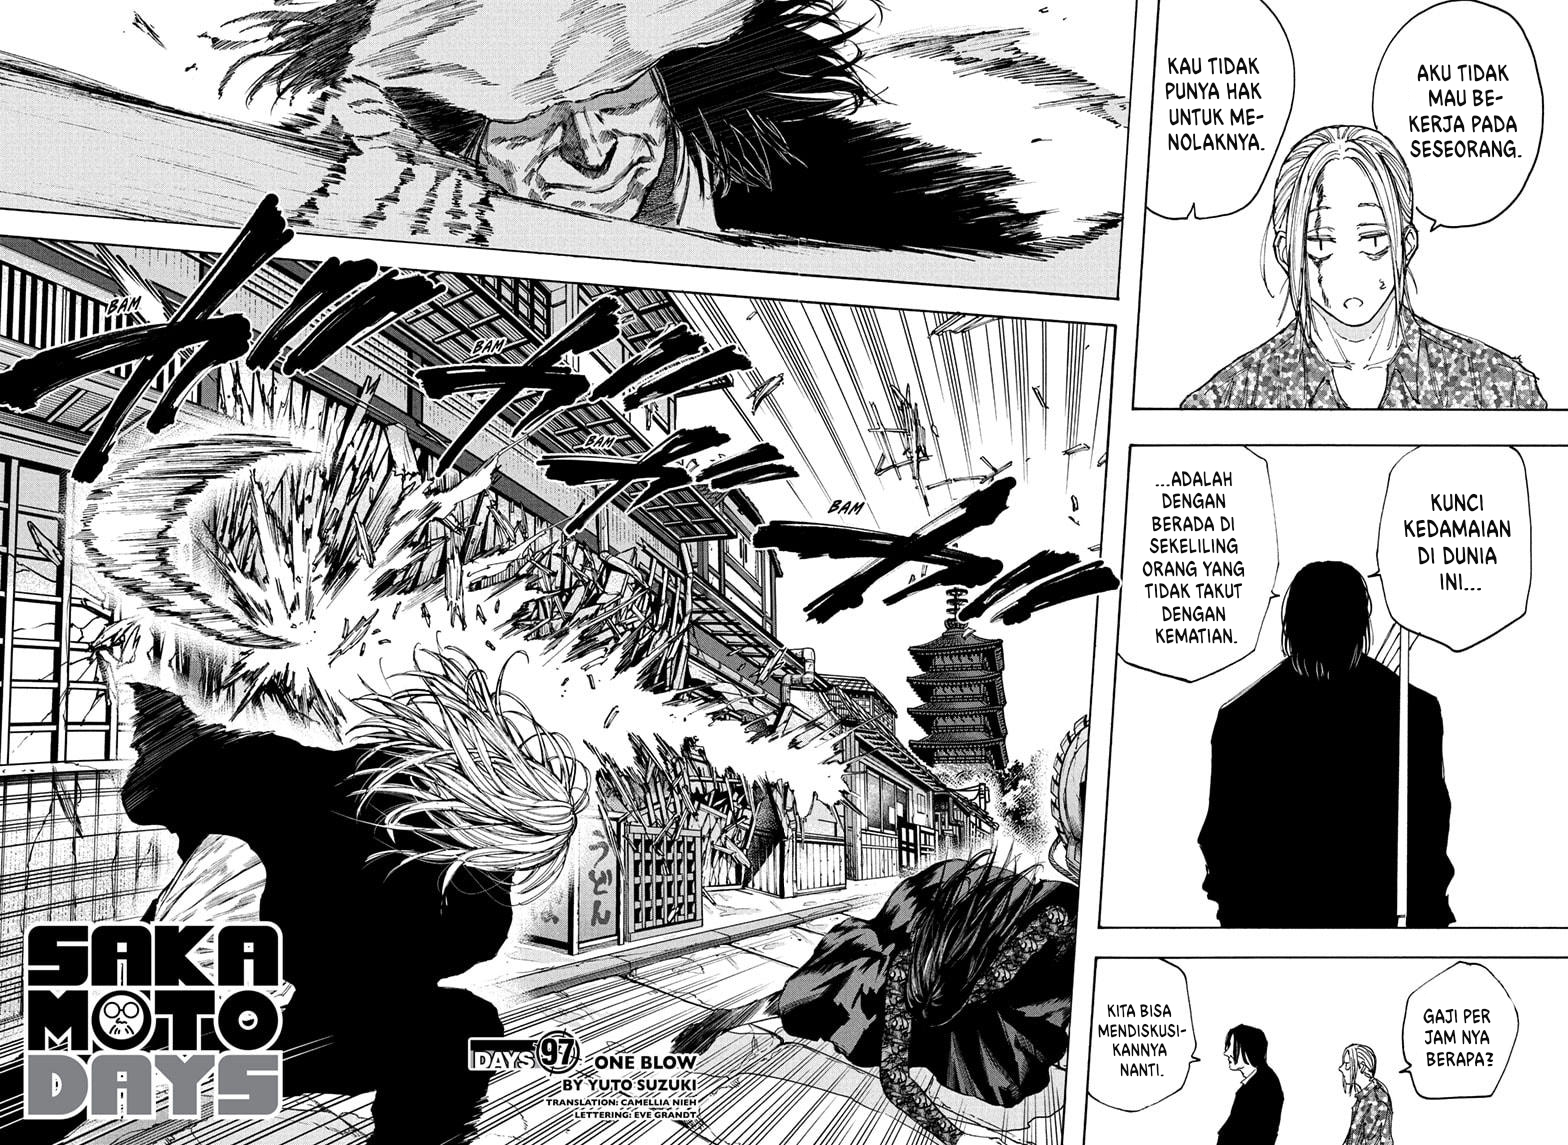 AKU TIDAK
MAU BE-
KERJA PADA
SESEORANG.
KAU TIDAK
PUNYA HAK
UNTUK ME-
NOLAKNYA.
KUNCI
KEDAMAIAN
DI DUNIA
INI...
...ADALAH
DENGAN
BERADA DI
SEKELILING
ORANG YANG
TIDAK TAKUT
DENGAN
KEMATIAN.
GAJI PER
JAM NYA
BERAPA?
KITA BISA
MENDISKUSI-
KANNYA
NANTI.
BAM
BAM
BAM
BAM
うどん
SAKA
MOTO
DAYS
DAYS 97 ONE BLOW
BY YUTO SUZUKI
TRANSLATION: CAMELLIA NIEH
LETTERING: EVE GRANDT